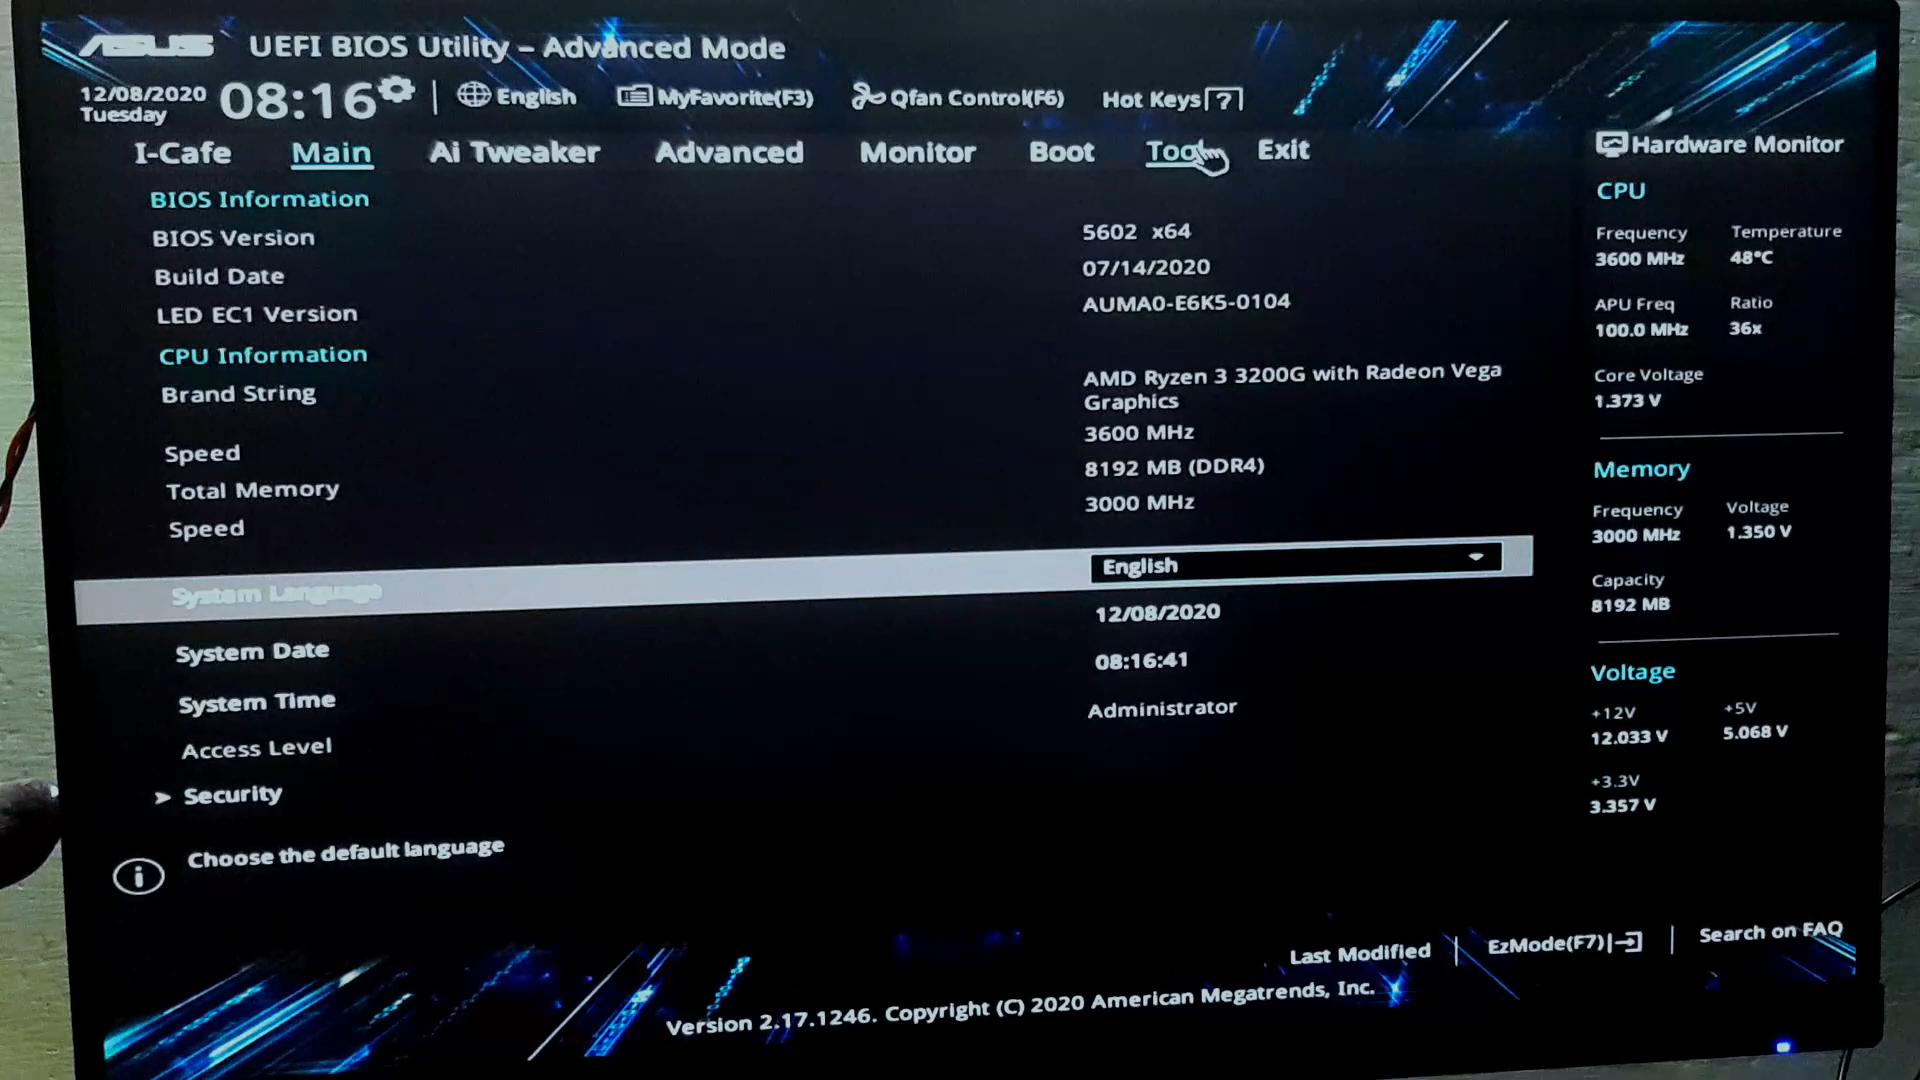 ASUS UEFI BIOS Utility – Advanced Mode
12/08/2020 Tuesday 08:16 English MyFavorite(F3) Qfan Control(F6) Hot Keys ?
I-Cafe Main Ai Tweaker Advanced Monitor Boot Tool Exit
BIOS Information
BIOS Version 5602 x64
Build Date 07/14/2020
LED EC1 Version AUMA0-E6K5-0104
CPU Information
Brand String AMD Ryzen 3 3200G with Radeon Vega
Graphics
Speed 3600 MHz
Total Memory 8192 MB (DDR4)
Speed 3000 MHz
System Language English
System Date 12/08/2020
System Time 08:16:41
Access Level Administrator
Security
Choose the default language
Hardware Monitor
CPU
Frequency Temperature
3600 MHz 48°C
APU Freq Ratio
100.0 MHz 36x
Core Voltage
1.373 V
Memory
Frequency Voltage
3000 MHz 1.350 V
Capacity
8192 MB
Voltage
+12V +5V
12.033 V 5.068 V
+3.3V
3.357 V
Last Modified EzMode(F7) Search on FAQ
Version 2.17.1246. Copyright (C) 2020 American Megatrends, Inc.